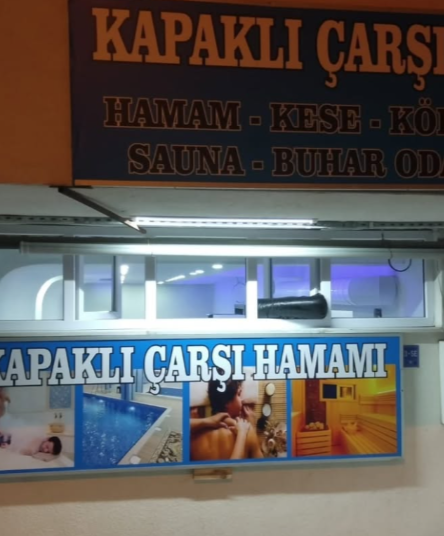 KAPAKLI ÇARŞI
HAMAM - KESE -
SAUNA - BUHAR
KAPAKLI ÇARŞI HAMAMI